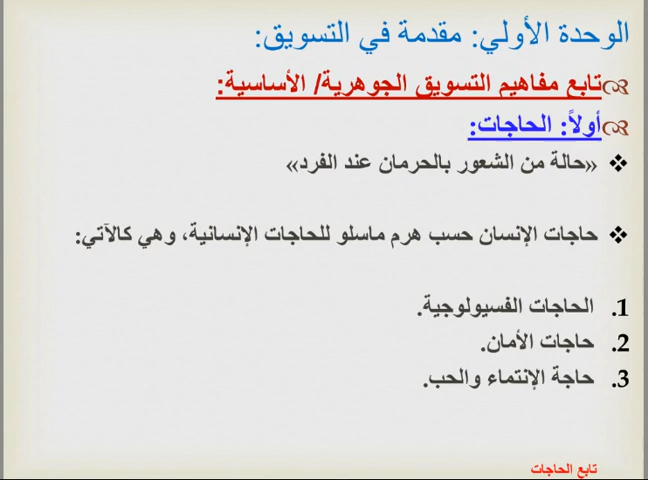 الوحدة الأولي: مقدمة في التسويق:
تابع مفاهيم التسويق الجوهرية/ الأساسية:
أولاً: الحاجات:
«حالة من الشعور بالحرمان عند الفرد»
حاجات الإنسان حسب هرم ماسلو للحاجات الإنسانية، وهي كالآتي:
1. الحاجات الفسيولوجية.
2. حاجات الأمان.
3. حاجة الإنتماء والحب.
تابع الحاجات